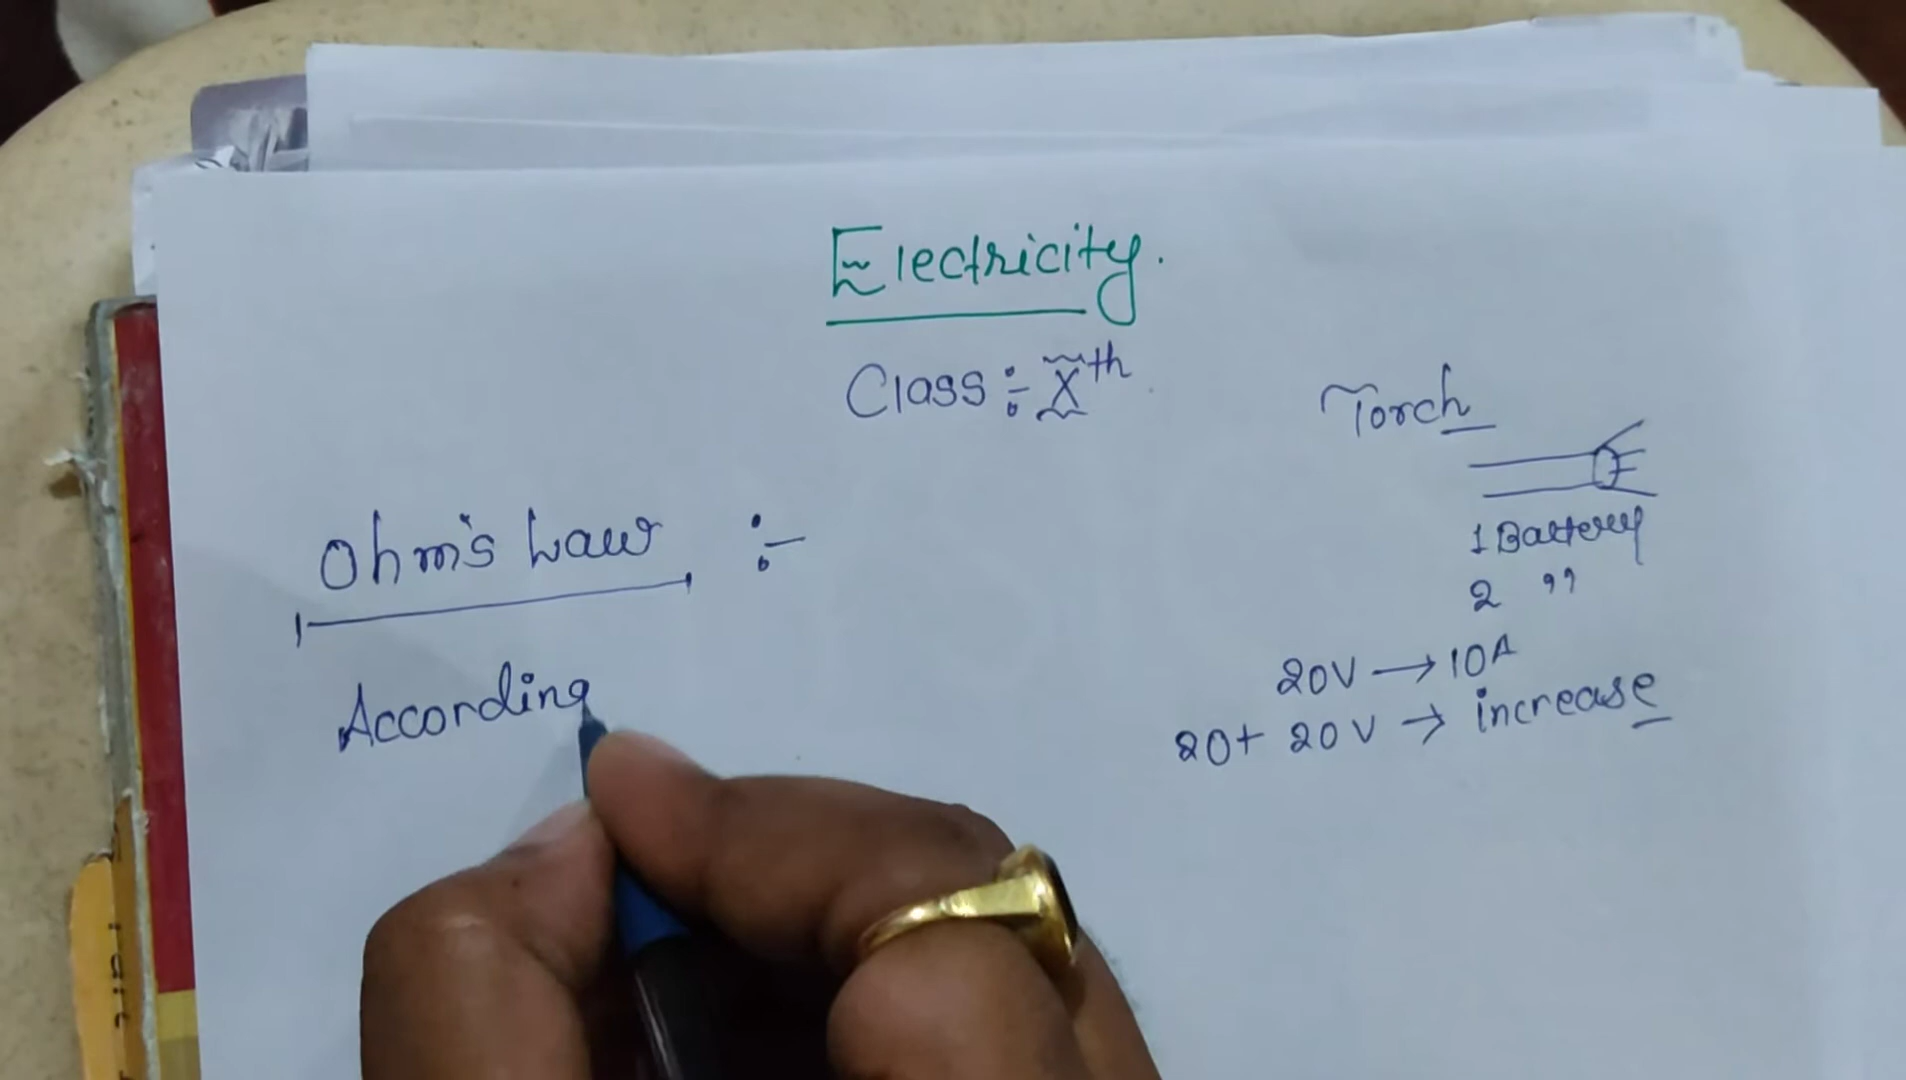 Electricity.
Class :- Xth
Torch
1 Battery
2 ,,
Ohm's Law :-
20V → 10A
20+ 20V → increase
According